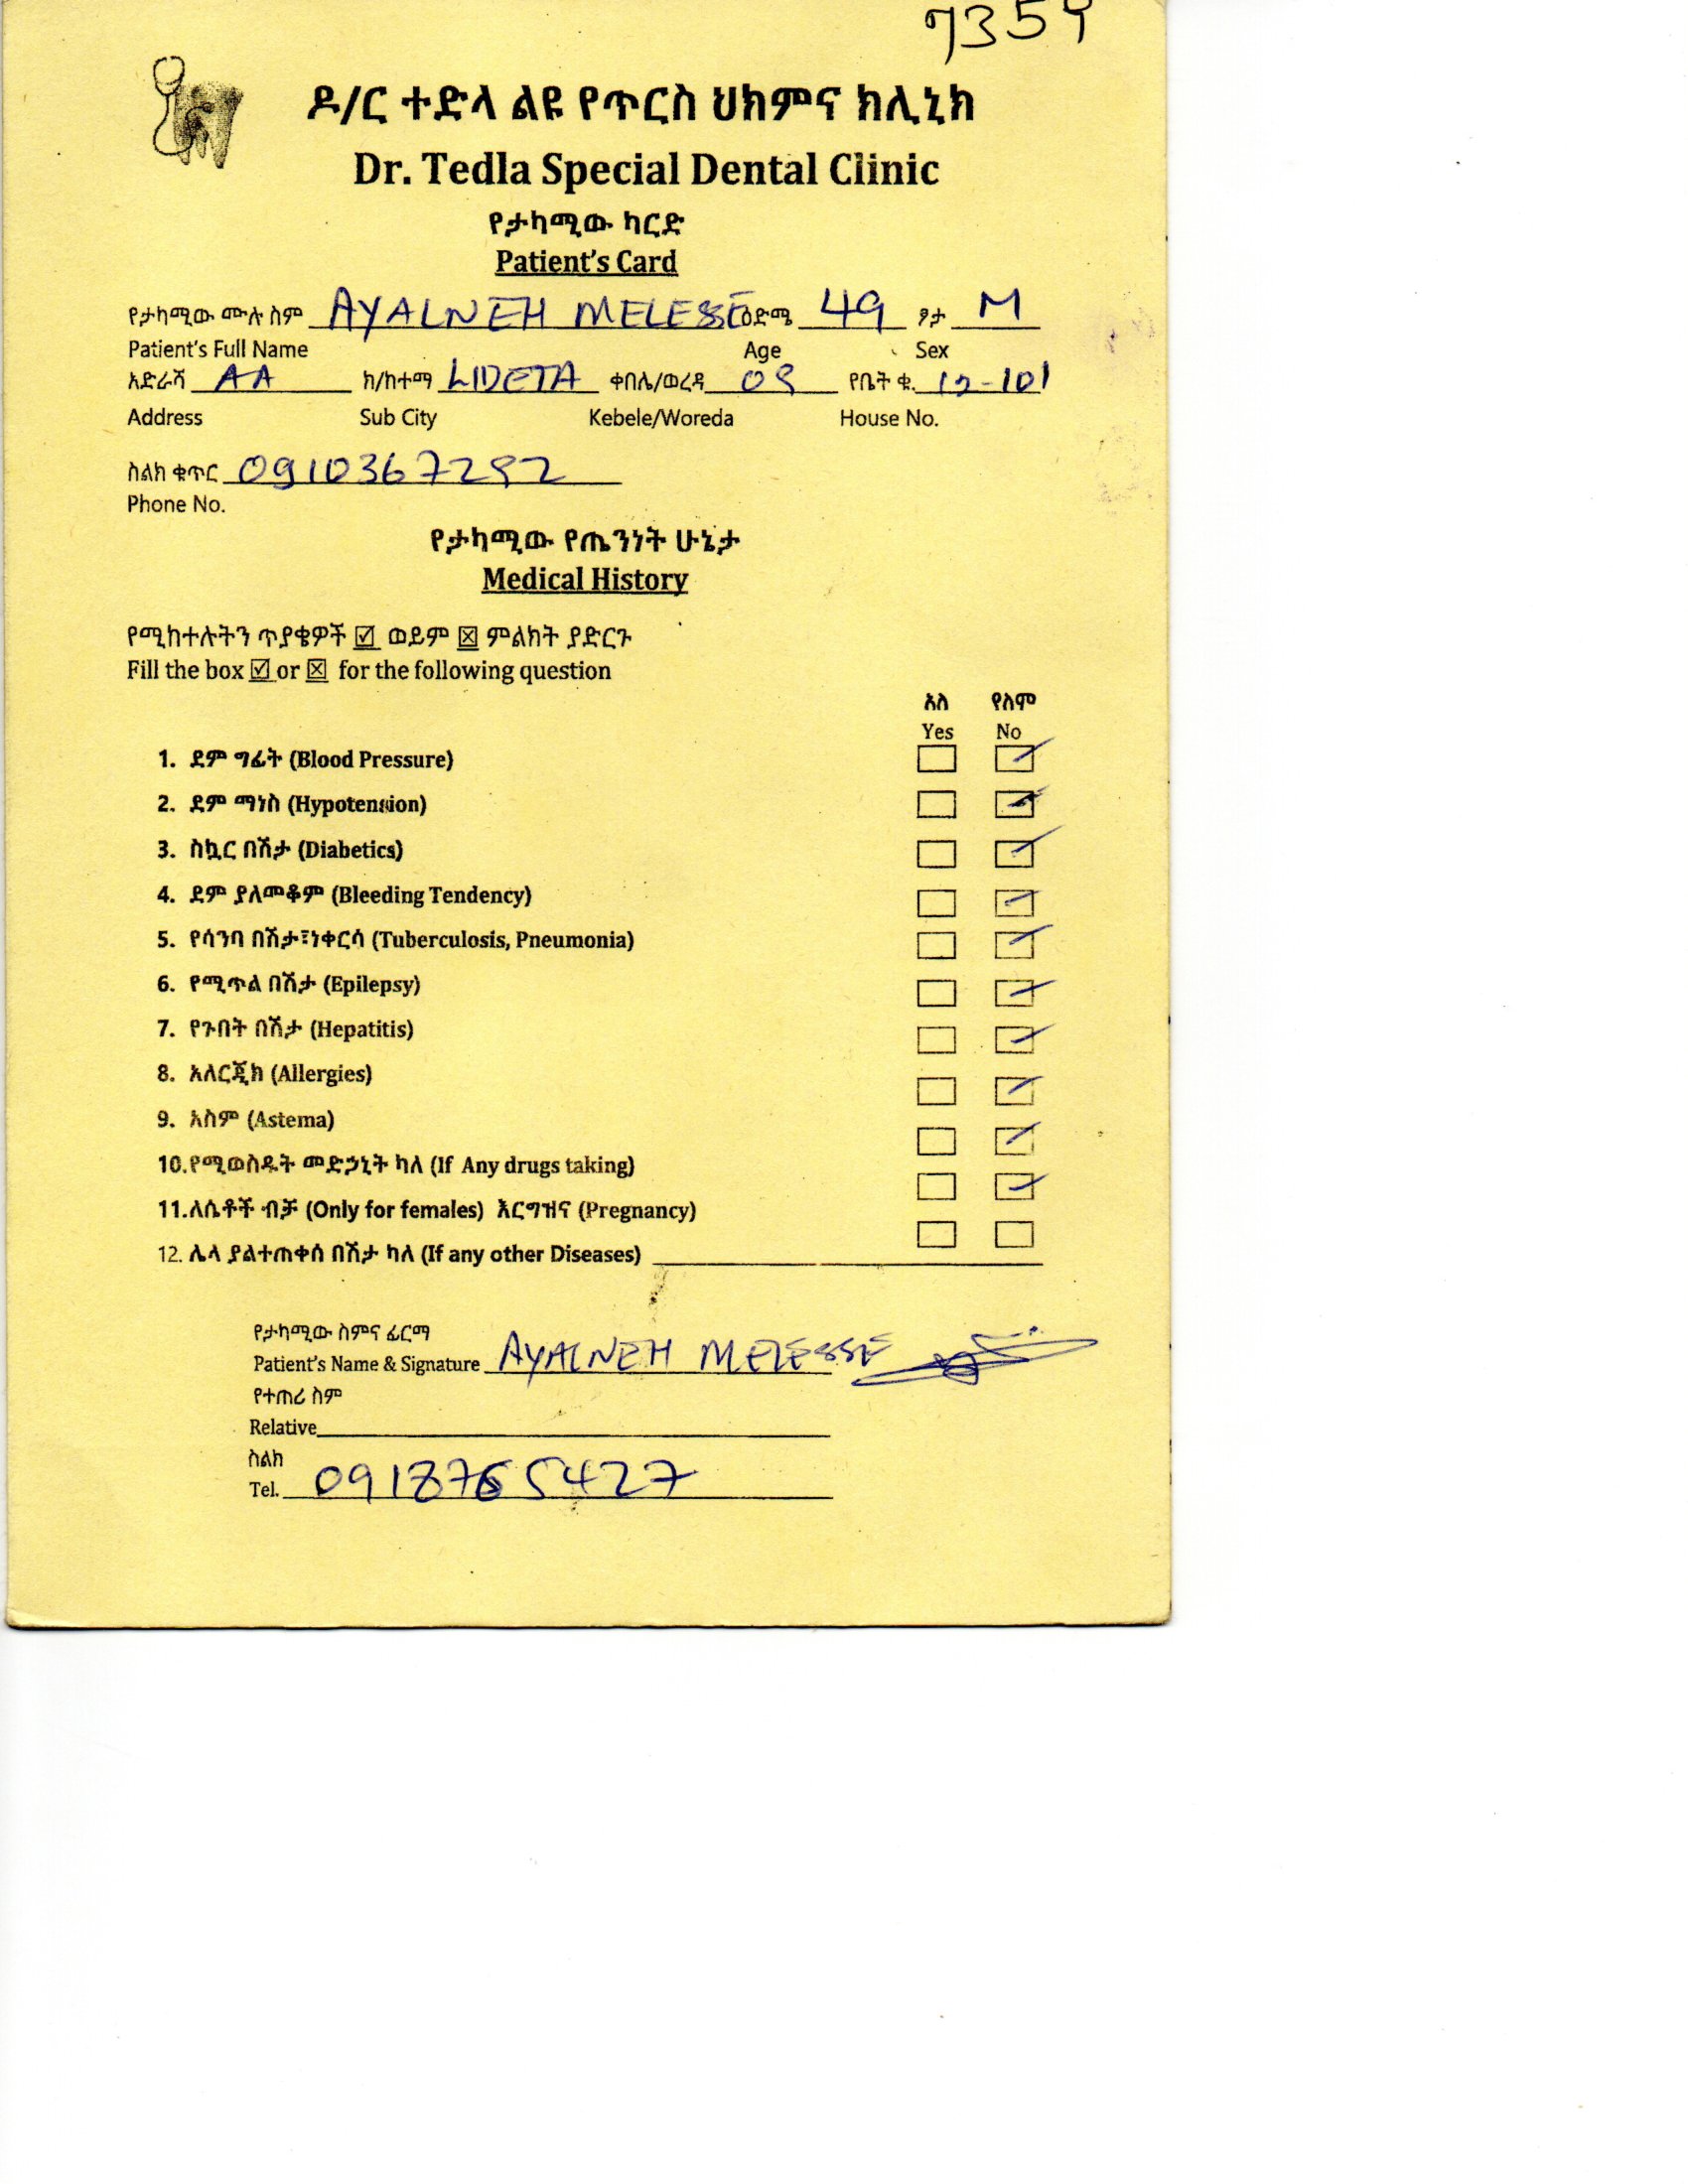 7359
ዶ/ር ተድላ ልዩ የጥርስ ህክምና ክሊኒክ
Dr. Tedla Special Dental Clinic
የታካሚው ካርድ
Patient's Card
የታካሚው ሙሉ ስም AYALNEH MELESSE ዕድሜ 49 ፆታ M
Patient's Full Name Age Sex
አድራሻ AA ክ/ከተማ LIDETA ቀበሌ/ወረዳ የቤት ቁ. 12-101
Address Sub City Kebele/Woreda House No.
ስልክ ቁጥር
Phone No.
የታካሚው የጤንነት ሁኔታ
Medical History
የሚከተሉትን ጥያቄዎች ☑ ወይም ☒ ምልክት ያድርጉ
Fill the box ☑ or ☒ for the following question
አለ የለም
Yes No
1. ደም ግፊት (Blood Pressure)
2. ደም ማነስ (Hypotension)
3. ስኳር በሽታ (Diabetics)
4. ደም ያለመቆም (Bleeding Tendency)
5. የሳንባ በሽታ፣ነቀርሳ (Tuberculosis, Pneumonia)
6. የሚጥል በሽታ (Epilepsy)
7. የጉበት በሽታ (Hepatitis)
8. አለርጂክ (Allergies)
9. አስም (Astema)
10.የሚወስዱት መድኃኒት ካለ (If Any drugs taking)
11.ለሴቶች ብቻ (Only for females) እርግዝና (Pregnancy)
12. ሌላ ያልተጠቀሰ በሽታ ካለ (If any other Diseases)
የታካሚው ስምና ፊርማ
Patient's Name & Signature AYALNEH MELESSE
የተጠሪ ስም
Relative
ስልክ
Tel. 0918765427